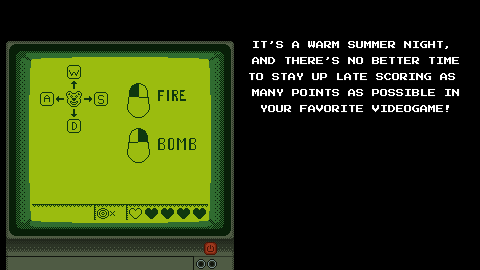 IT'S A WARM SUMMER NIGHT,
AND THERE'S NO BETTER TIME
TO STAY UP LATE SCORING AS
MANY POINTS AS POSSIBLE IN
YOUR FAVORITE VIDEOGAME!
W
A S
D
FIRE
BOMB
×